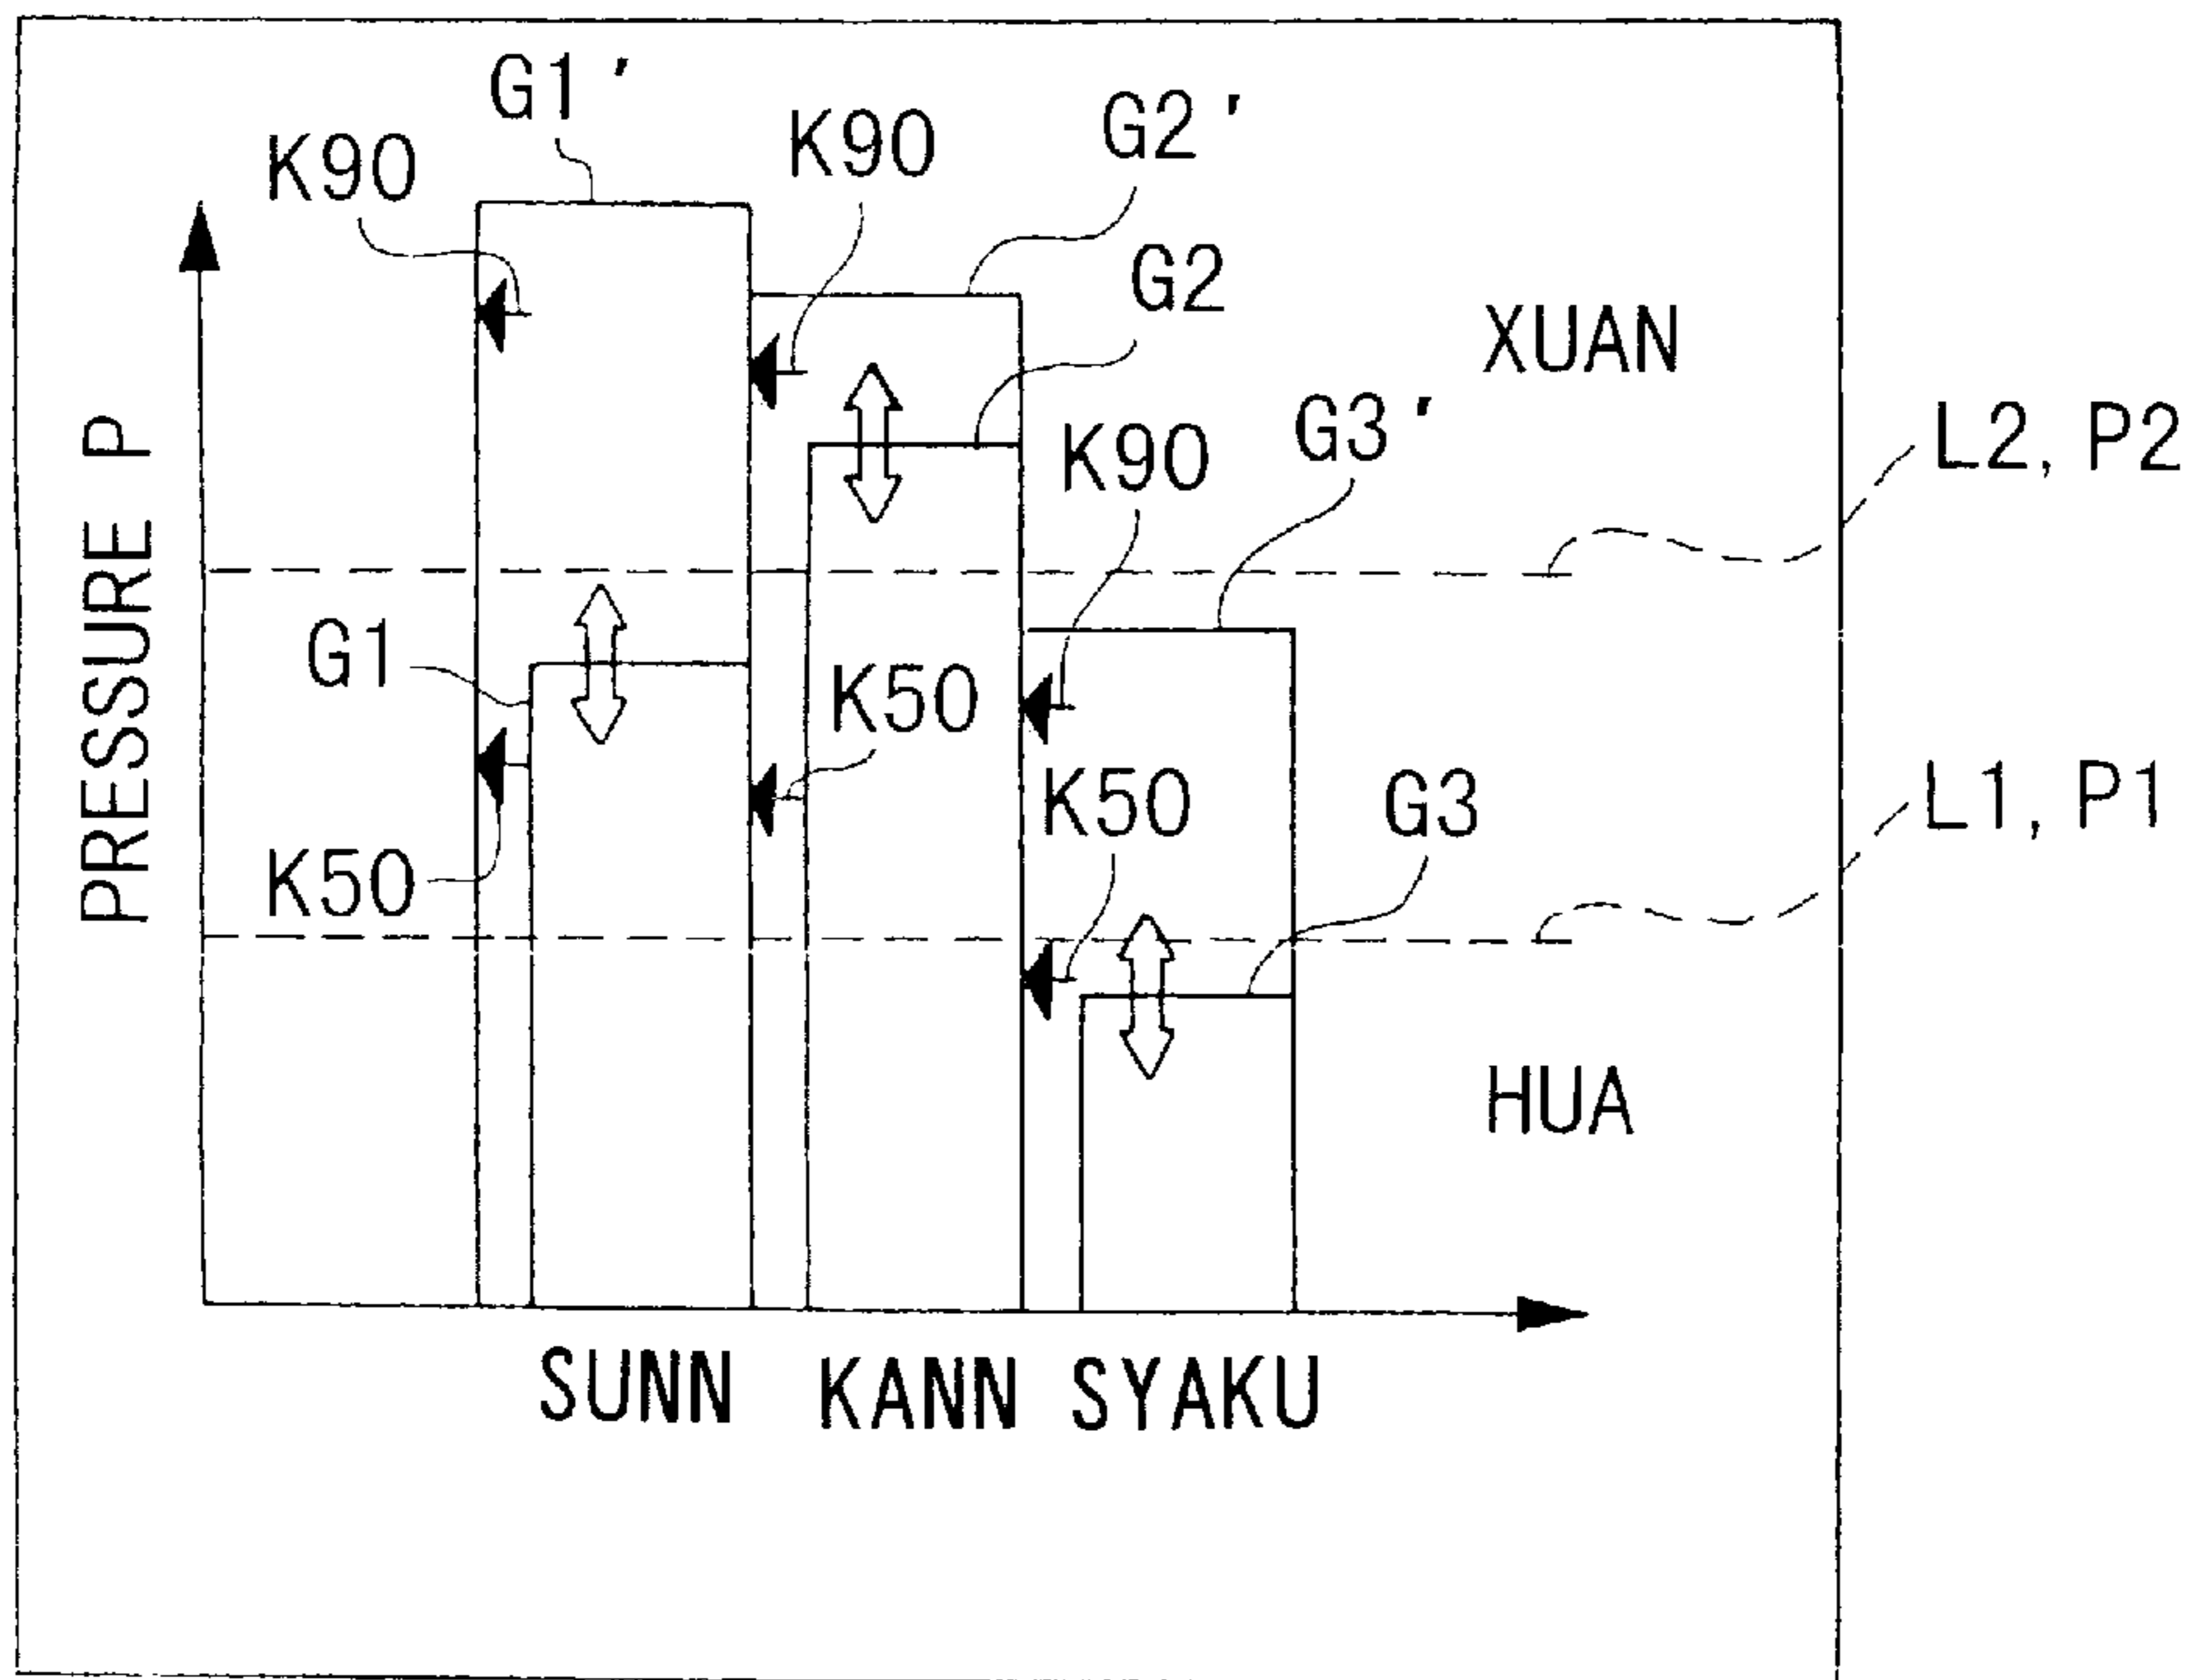 G1'
G2'
K90
K90
G2
XUAN
G3'
L2, P2
K90
PRESSURE P
G1
K50
L1, P1
K50
G3
K50
HUA
SUNN KANN SYAKU